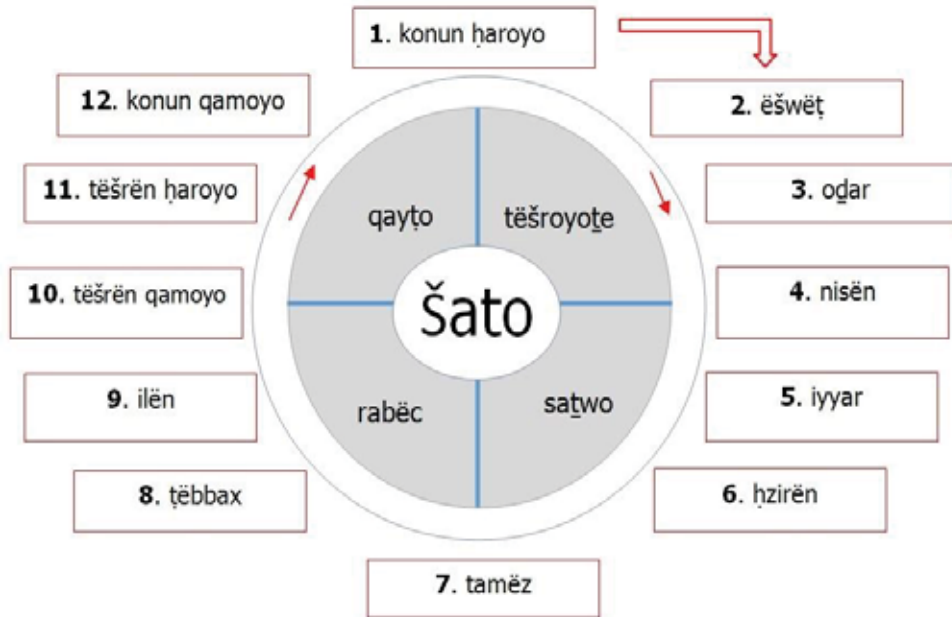 1. konun ḥaroyo
2. ëšwëṭ
3. oḏar
4. nisën
5. iyyar
6. ḥzirën
7. tamëz
8. ṭëbbax
9. ilën
10. tëšrën qamoyo
11. tëšrën ḥaroyo
12. konun qamoyo
qayṭo
tëšroyoṯe
Šato
rabëc
saṯwo